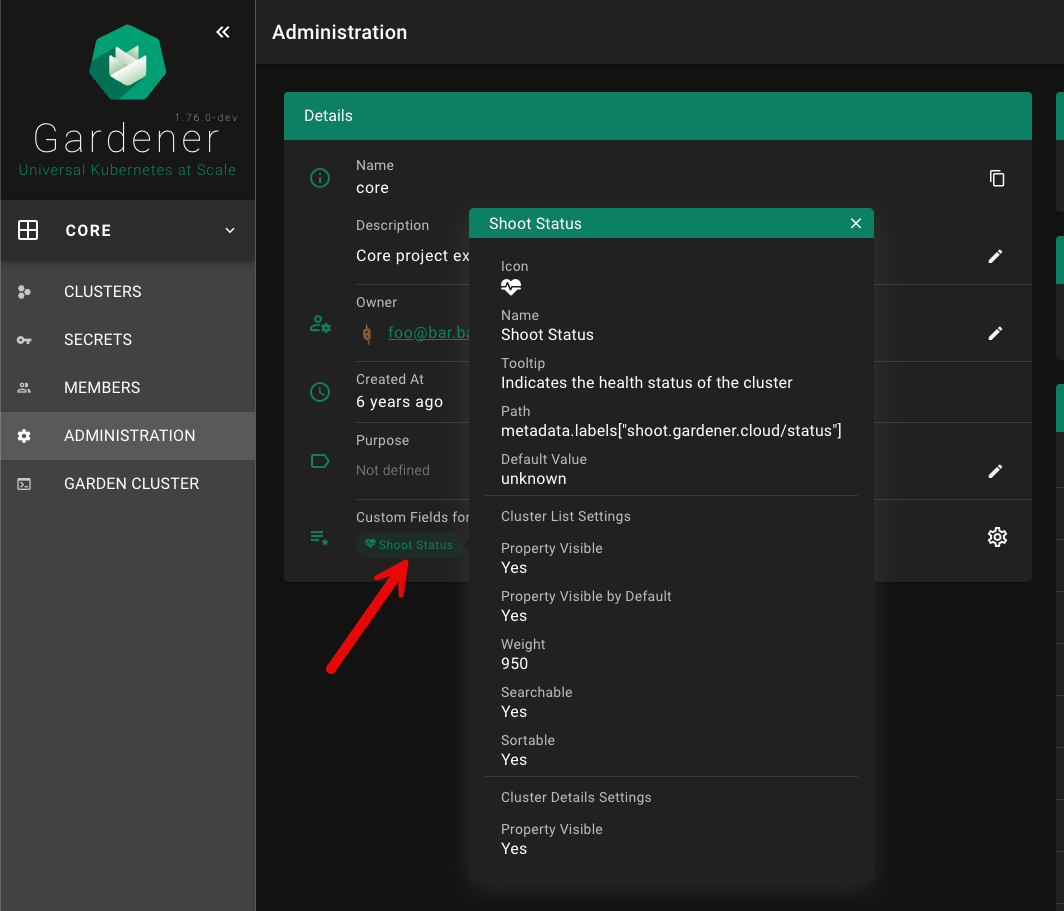 Administration
1.76.0-dev
Gardener
Universal Kubernetes at Scale
CORE
CLUSTERS
SECRETS
MEMBERS
ADMINISTRATION
GARDEN CLUSTER
Details
Name
core
Description
Core project ex
Owner
foo@bar.ba
Created At
6 years ago
Purpose
Not defined
Custom Fields for
Shoot Status
Shoot Status
Icon
Name
Shoot Status
Tooltip
Indicates the health status of the cluster
Path
metadata.labels["shoot.gardener.cloud/status"]
Default Value
unknown
Cluster List Settings
Property Visible
Yes
Property Visible by Default
Yes
Weight
950
Searchable
Yes
Sortable
Yes
Cluster Details Settings
Property Visible
Yes